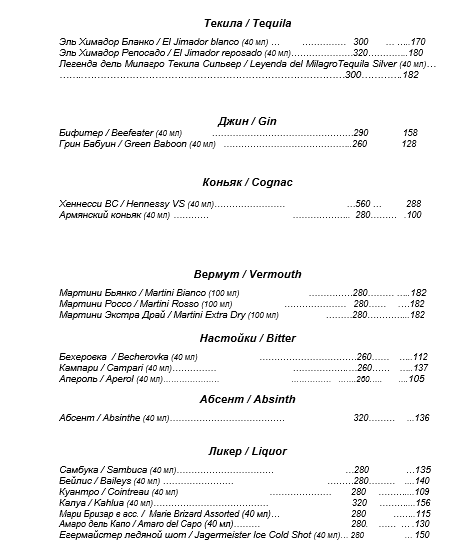 Текила / Tequila
Эль Химадор Бланко / El Jimador blanco (40 мл) … …………… 300 … …..170
Эль Химадор Репосадо / El Jimador reposado (40 мл)……………………320…………..180
Легенда дель Милагро Текила Сильвер / Leyenda del MilagroTequila Silver (40 мл)…
………………………………………………………………………………300…………..182
Джин / Gin
Бифитер / Beefeater (40 мл) …………………………………………290 158
Грин Бабуин / Green Baboon (40 мл) ……………………………………..260 128
Коньяк / Cognac
Хеннесси ВС / Hennessy VS (40 мл)…………………… …560 … 288
Армянский коньяк (40 мл) ………… ……………….. 280……… .100
Вермут / Vermouth
Мартини Бьянко / Martini Bianco (100 мл) ……………280……… …..182
Мартини Россо / Martini Rosso (100 мл) ………………… 280…… ….182
Мартини Экстра Драй / Martini Extra Dry (100 мл) …………….280…………..182
Настойки / Bitter
Бехеровка / Becherovka (40 мл) ……………………………260…… …..112
Кампари / Campari (40 мл)…………… ……………………260…… …..137
Апероль / Aperol (40 мл)……………….. ………….. ……..260….. ….105
Абсент / Absinth
Абсент / Absinthe (40 мл)………………………………… 320……… …136
Ликер / Liquor
Самбука / Sambuca (40 мл)…………………………… …280 …135
Бейлис / Baileys (40 мл)……………………… …………..280……… ….140
Куантро / Cointreau (40 мл)………………… ………………… 280 ………..109
Калуа / Kahlua (40 мл)……………………………………… 320 ……….156
Мари Бризар в асс. / Marie Brizard Assorted (40 мл)… 280 ……..115
Амаро дель Капо / Amaro del Capo (40 мл)……… 280. …… ….130
Егермайстер ледяной шот / Jagermeister Ice Cold Shot (40 мл)… 280 … 150